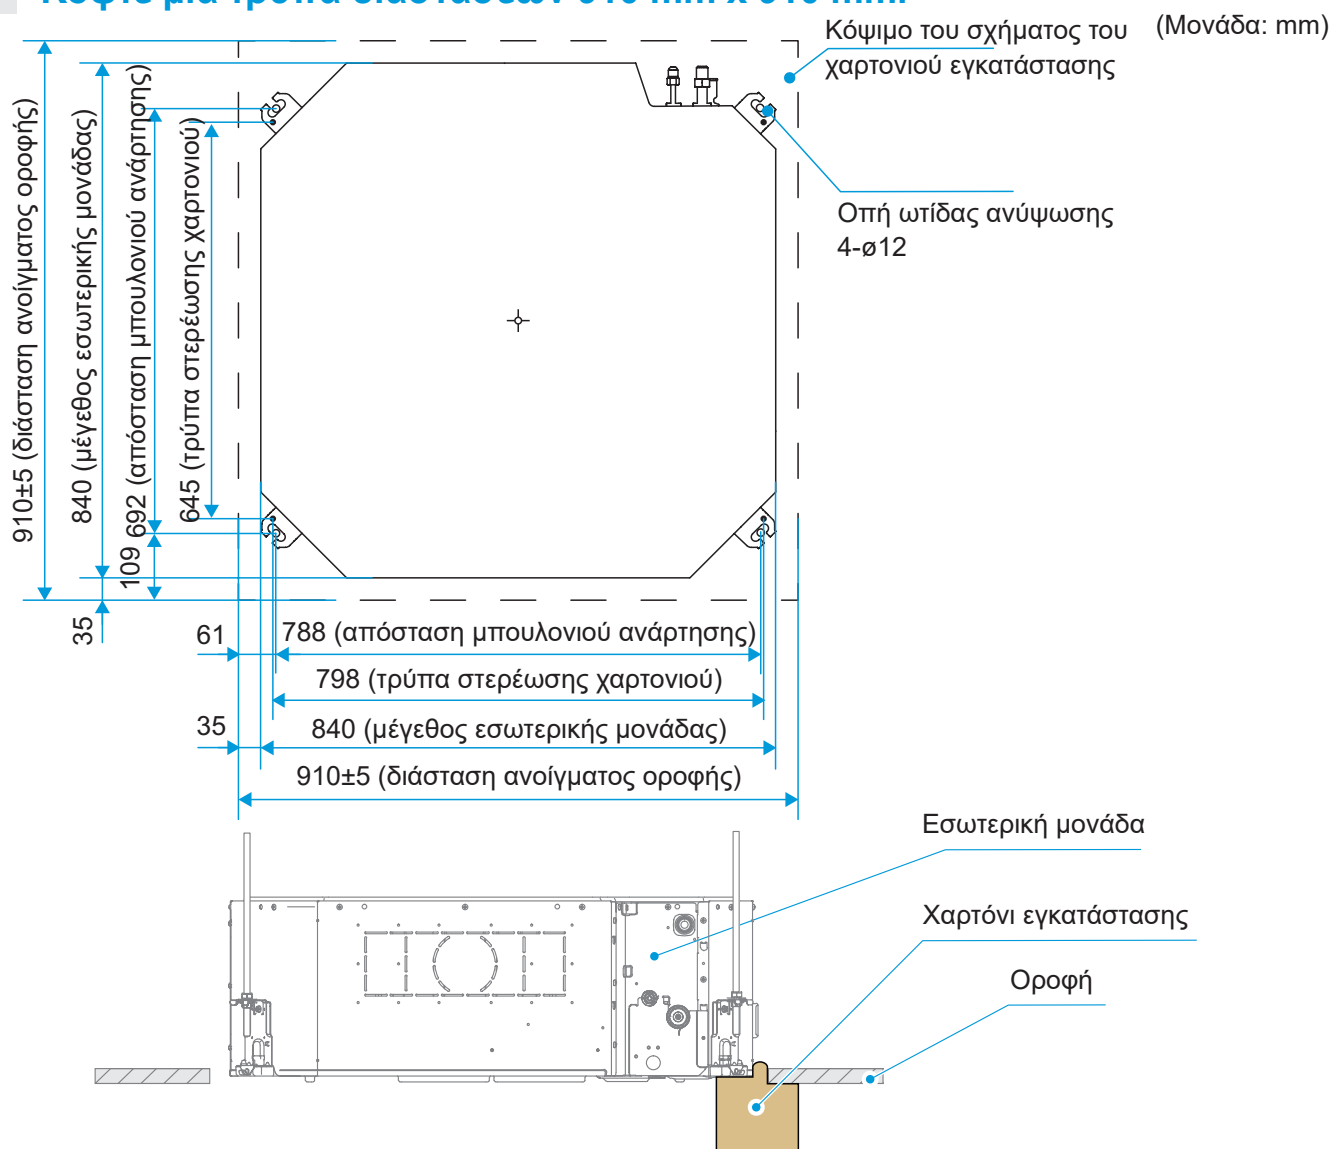 (Μονάδα: mm)
Κόψιμο του σχήματος του
χαρτονιού εγκατάστασης
Οπή ωτίδας ανύψωσης
4-ø12
910±5 (διάσταση ανοίγματος οροφής)
840 (μέγεθος εσωτερικής μονάδας)
692 (απόσταση μπουλονιού ανάρτησης)
645 (τρύπα στερέωσης χαρτονιού)
109
35
61
788 (απόσταση μπουλονιού ανάρτησης)
798 (τρύπα στερέωσης χαρτονιού)
35
840 (μέγεθος εσωτερικής μονάδας)
910±5 (διάσταση ανοίγματος οροφής)
Εσωτερική μονάδα
Χαρτόνι εγκατάστασης
Οροφή